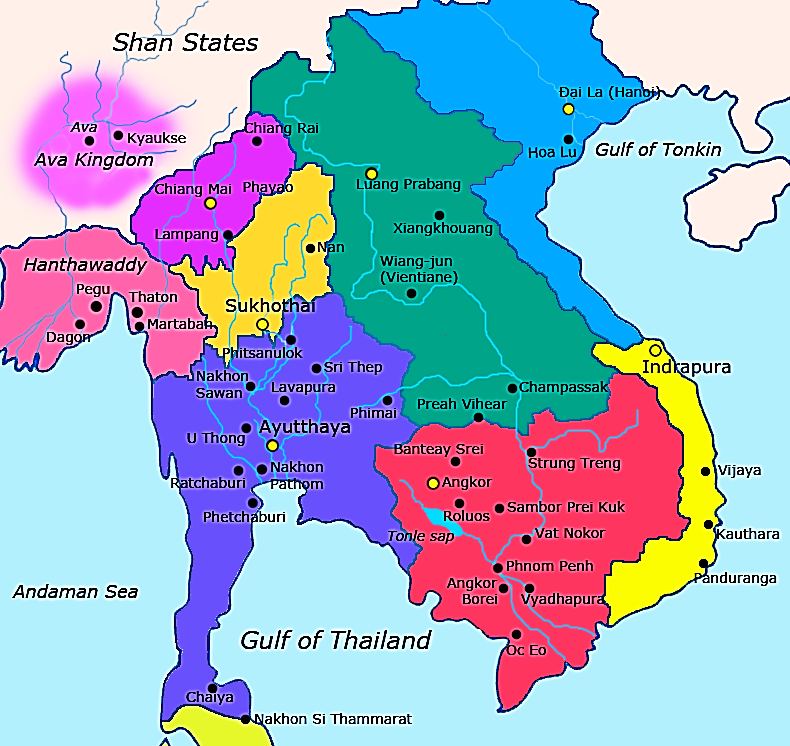 Shan States
Đai La (Hanoi)
Ava
Kyaukse
Chiang Rai
Hoa Lu
Gulf of Tonkin
Ava Kingdom
Chiang Mai
Phayao
Luang Prabang
Xiangkhouang
Lampang
Nan
Hanthawaddy
Wiang-jun
(Vientiane)
Pegu
Thaton
Sukhothai
Martaban
Dagon
Phitsanulok
Indrapura
Sri Thep
Nakhon
Sawan
Lavapura
Champassak
Phimai
Preah Vihear
U Thong
Ayutthaya
Banteay Srei
Strung Treng
Nakhon
Pathom
Ratchaburi
Angkor
Vijaya
Phetchaburi
Roluos
Sambor Prei Kuk
Tonle sap
Vat Nokor
Kauthara
Phnom Penh
Panduranga
Angkor
Borei
Vyadhapura
Andaman Sea
Gulf of Thailand
Oc Eo
Chaiya
Nakhon Si Thammarat